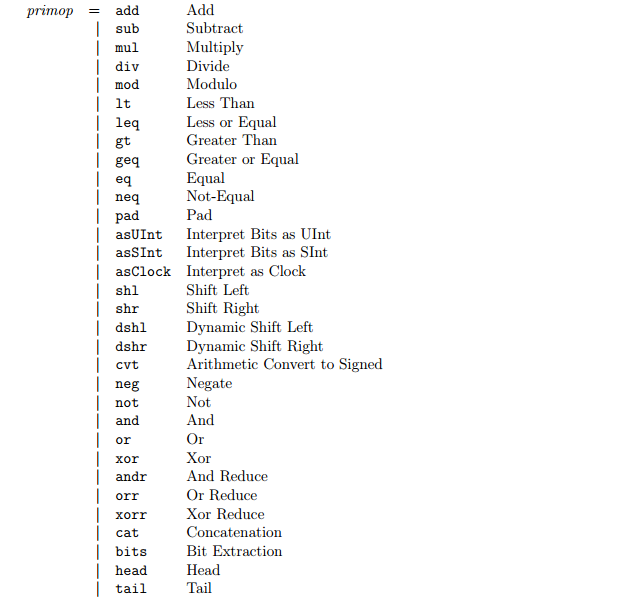 primop = add Add
| sub Subtract
| mul Multiply
| div Divide
| mod Modulo
| lt Less Than
| leq Less or Equal
| gt Greater Than
| geq Greater or Equal
| eq Equal
| neq Not-Equal
| pad Pad
| asUInt Interpret Bits as UInt
| asSInt Interpret Bits as SInt
| asClock Interpret as Clock
| shl Shift Left
| shr Shift Right
| dshl Dynamic Shift Left
| dshr Dynamic Shift Right
| cvt Arithmetic Convert to Signed
| neg Negate
| not Not
| and And
| or Or
| xor Xor
| andr And Reduce
| orr Or Reduce
| xorr Xor Reduce
| cat Concatenation
| bits Bit Extraction
| head Head
| tail Tail